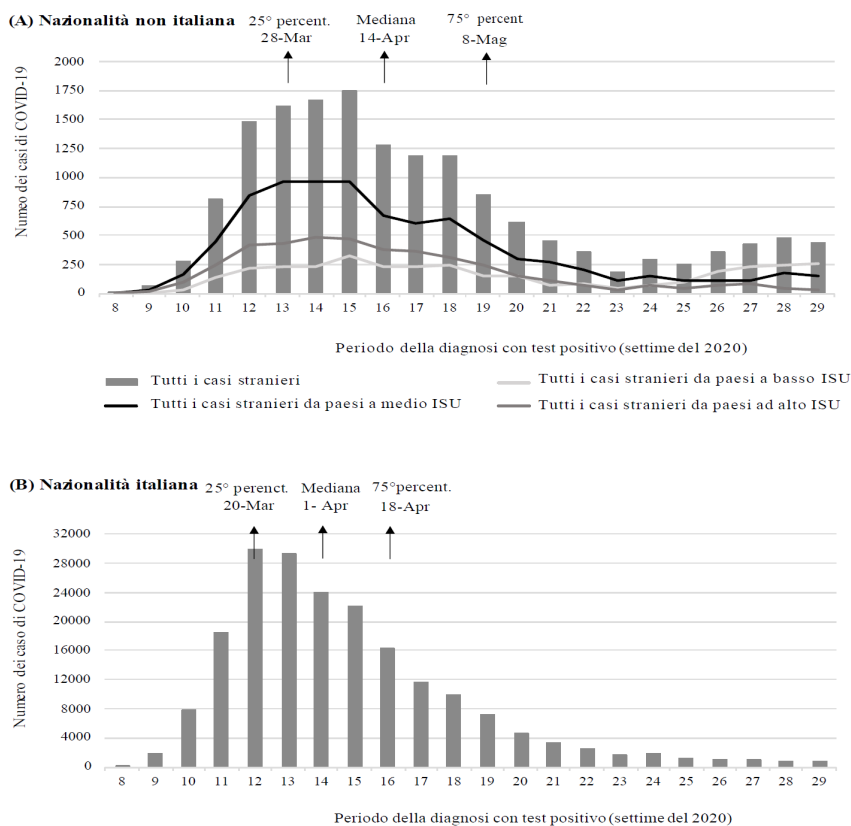 (A) Nazionalità non italiana
25° percent.
28-Mar
Mediana
14-Apr
75° percent
8-Mag
Numeo dei casi di COVID-19
2000
1750
1500
1250
1000
750
500
250
0
8 9 10 11 12 13 14 15 16 17 18 19 20 21 22 23 24 25 26 27 28 29
Periodo della diagnosi con test positivo (settime del 2020)
Tutti i casi stranieri
Tutti i casi stranieri da paesi a basso ISU
Tutti i casi stranieri da paesi a medio ISU
Tutti i casi stranieri da paesi ad alto ISU
(B) Nazionalità italiana
25° perenct.
20-Mar
Mediana
1- Apr
75°percent.
18-Apr
Numero dei caso di COVID-19
32000
28000
24000
20000
16000
12000
8000
4000
0
8 9 10 11 12 13 14 15 16 17 18 19 20 21 22 23 24 25 26 27 28 29
Periodo della diagnosi con test positivo (settime del 2020)